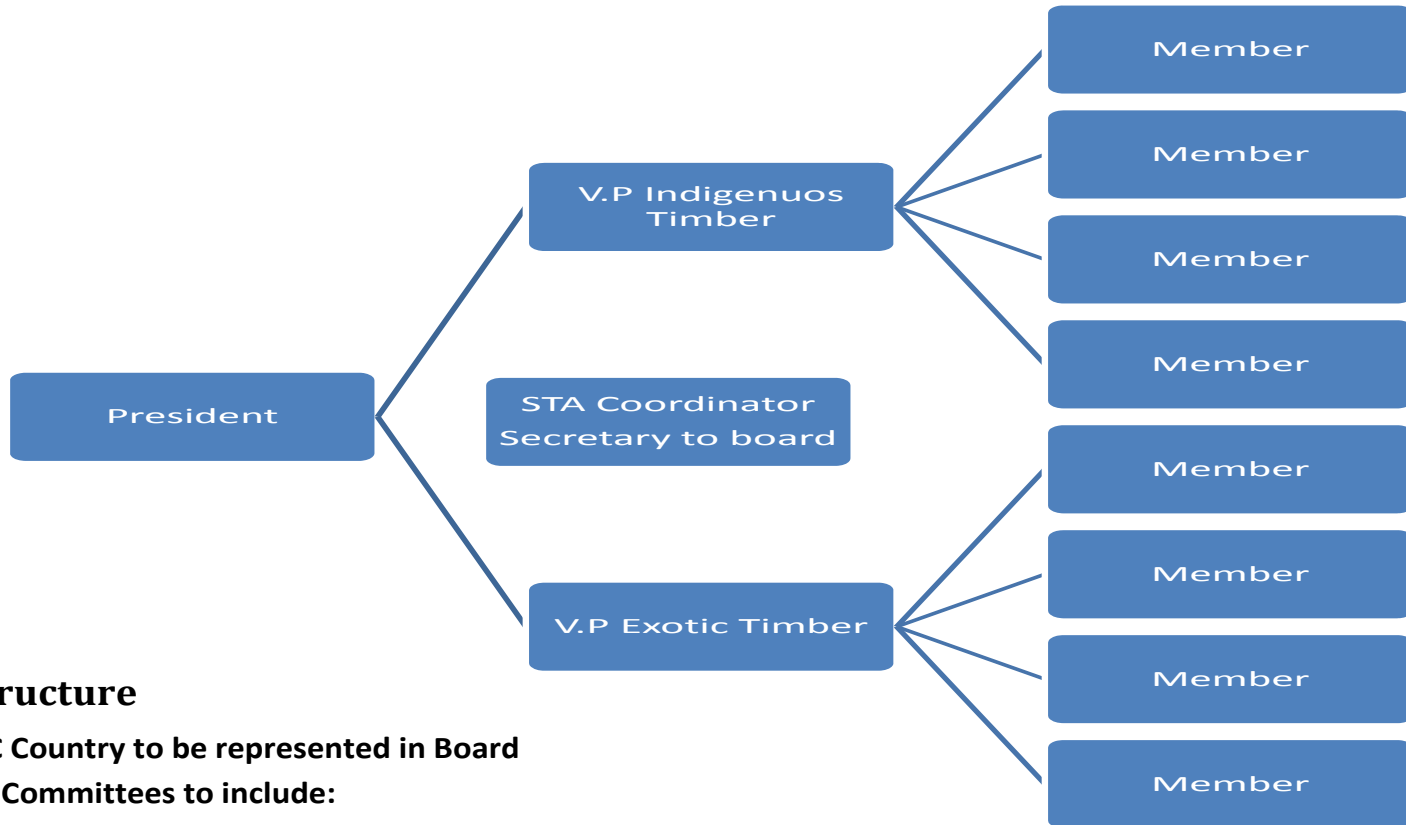 Member
Member
V.P Indigenuos
Timber
Member
Member
President
STA Coordinator
Secretary to board
Member
Member
V.P Exotic Timber
Member
Member
ructure
Country to be represented in Board
Committees to include: